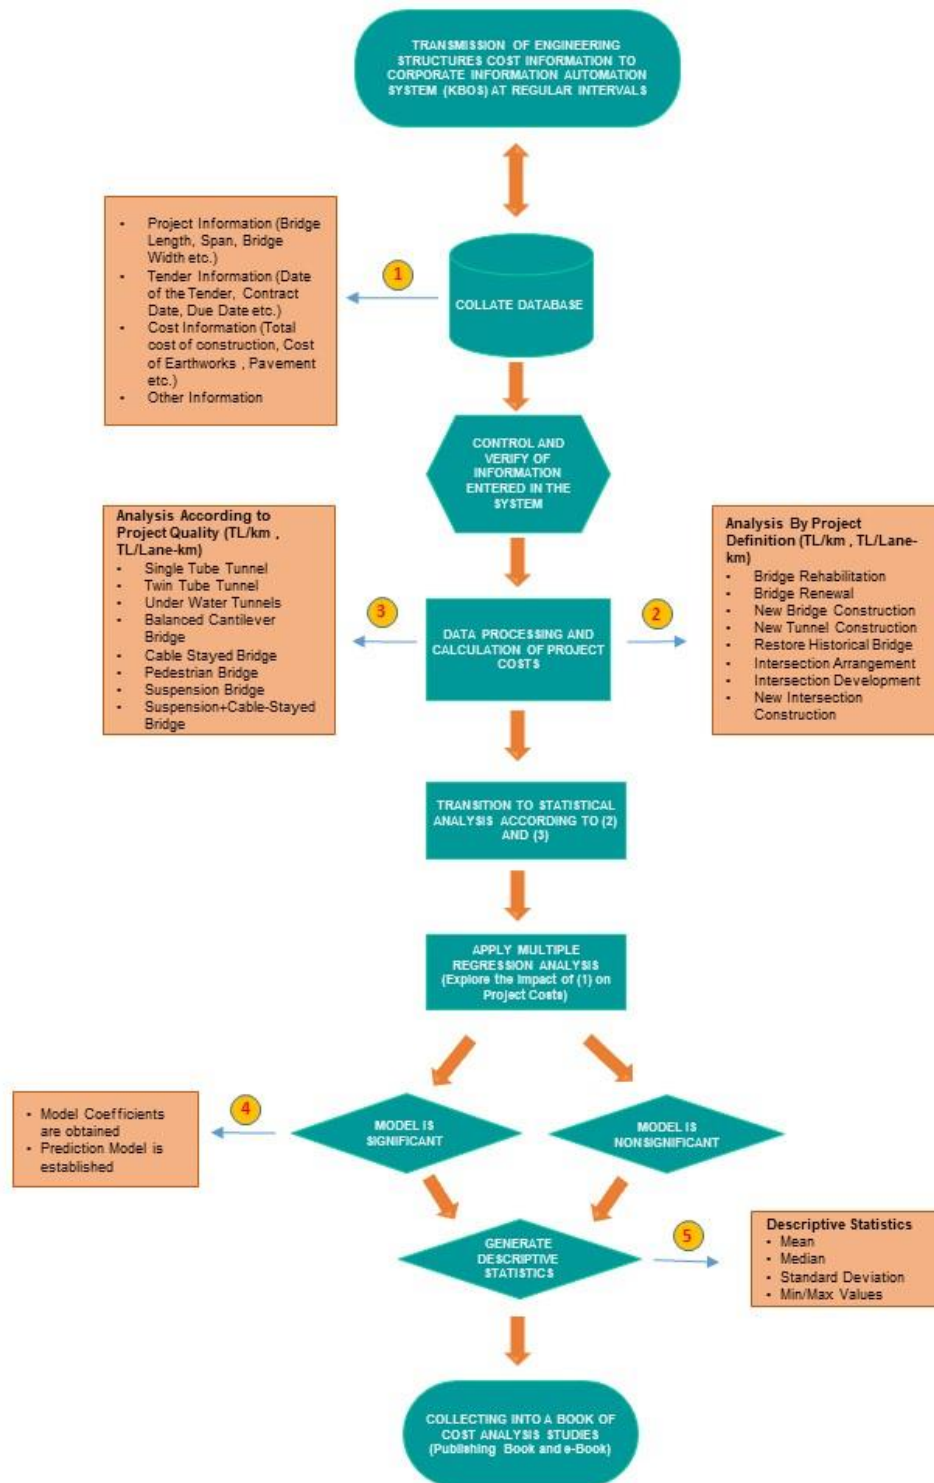 TRANSMISSION OF ENGINEERING
STRUCTURES COST INFORMATION TO
CORPORATE INFORMATION AUTOMATION
SYSTEM (KBOS) AT REGULAR INTERVALS
• Project Information (Bridge
Length, Span, Bridge
Width etc.)
• Tender Information (Date
of the Tender, Contract
Date, Due Date etc.)
• Cost Information (Total
cost of construction, Cost
of Earthworks , Pavement
etc.)
• Other Information
1
COLLATE DATABASE
CONTROL AND
VERIFY OF
INFORMATION
ENTERED IN THE
SYSTEM
Analysis According to
Project Quality (TL/km ,
TL/Lane-km)
• Single Tube Tunnel
• Twin Tube Tunnel
• Under Water Tunnels
• Balanced Cantilever
Bridge
• Cable Stayed Bridge
• Pedestrian Bridge
• Suspension Bridge
• Suspension+Cable-Stayed
Bridge
3
DATA PROCESSING AND
CALCULATION OF PROJECT
COSTS
2
Analysis By Project
Definition (TL/km , TL/Lane-
km)
• Bridge Rehabilitation
• Bridge Renewal
• New Bridge Construction
• New Tunnel Construction
• Restore Historical Bridge
• Intersection Arrangement
• Intersection Development
• New Intersection
Construction
TRANSITION TO STATISTICAL
ANALYSIS ACCORDING TO (2)
AND (3)
APPLY MULTIPLE
REGRESSION ANALYSIS
(Explore the Impact of (1) on
Project Costs)
• Model Coefficients
are obtained
• Prediction Model is
established
4
MODEL IS
SIGNIFICANT
MODEL IS
NONSIGNIFICANT
GENERATE
DESCRIPTIVE
STATISTICS
5
Descriptive Statistics
• Mean
• Median
• Standard Deviation
• Min/Max Values
COLLECTING INTO A BOOK OF
COST ANALYSIS STUDIES
(Publishing Book and e-Book)